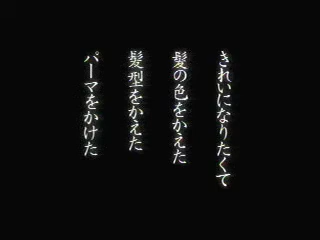 きれいになりたくて
髪の色をかえた
髪型をかえた
パーマをかけた